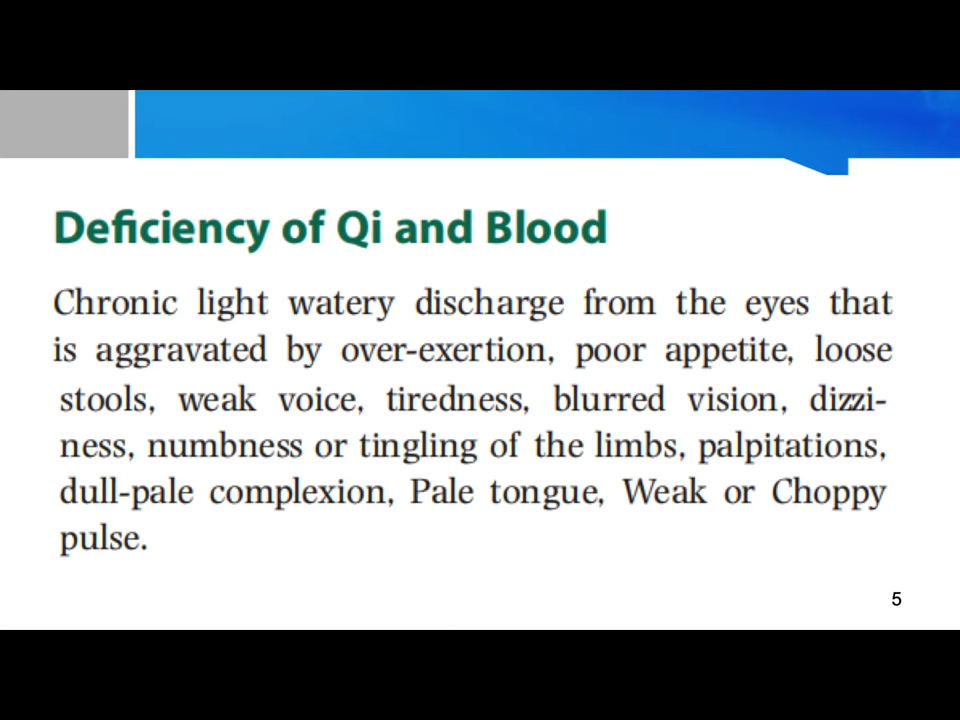 Deficiency of Qi and Blood
Chronic light watery discharge from the eyes that
is aggravated by over-exertion, poor appetite, loose
stools, weak voice, tiredness, blurred vision, dizzi-
ness, numbness or tingling of the limbs, palpitations,
dull-pale complexion, Pale tongue, Weak or Choppy
pulse.
5